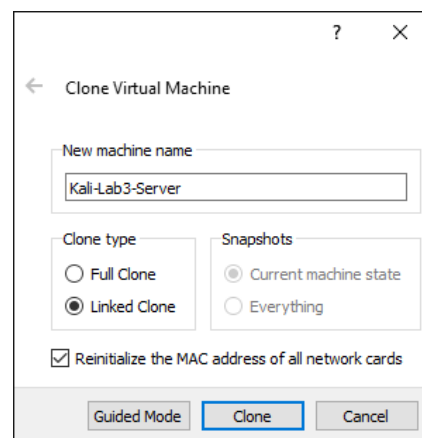 ?
Clone Virtual Machine
New machine name
Kali-Lab3-Server
Clone type
Full Clone
Linked Clone
Snapshots
Current machine state
Everything
Reinitialize the MAC address of all network cards
Guided Mode
Clone
Cancel